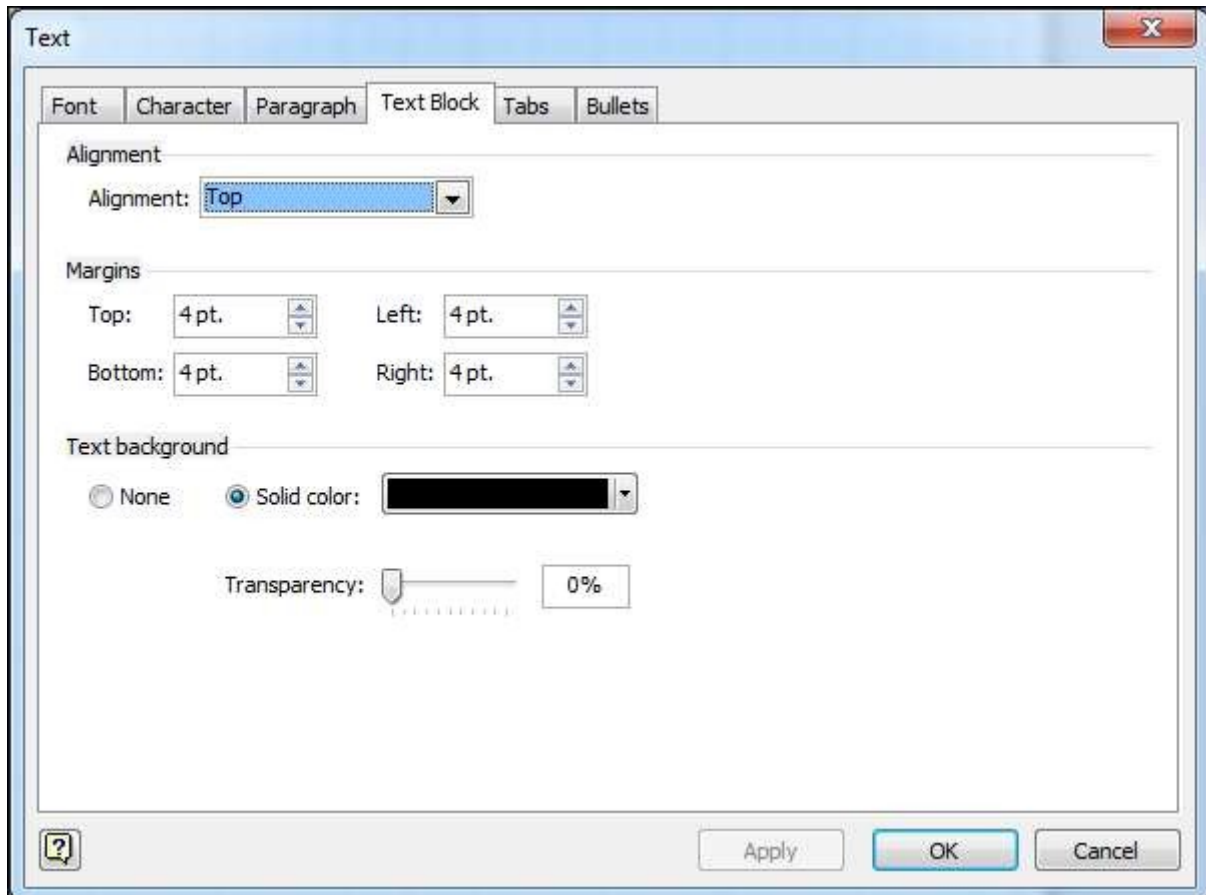 Text
X
Font Character Paragraph Text Block Tabs Bullets
Alignment
Alignment: Top
Margins
Top: 4 pt. Left: 4 pt.
Bottom: 4 pt. Right: 4 pt.
Text background
None Solid color:
Transparency: 0%
? Apply OK Cancel